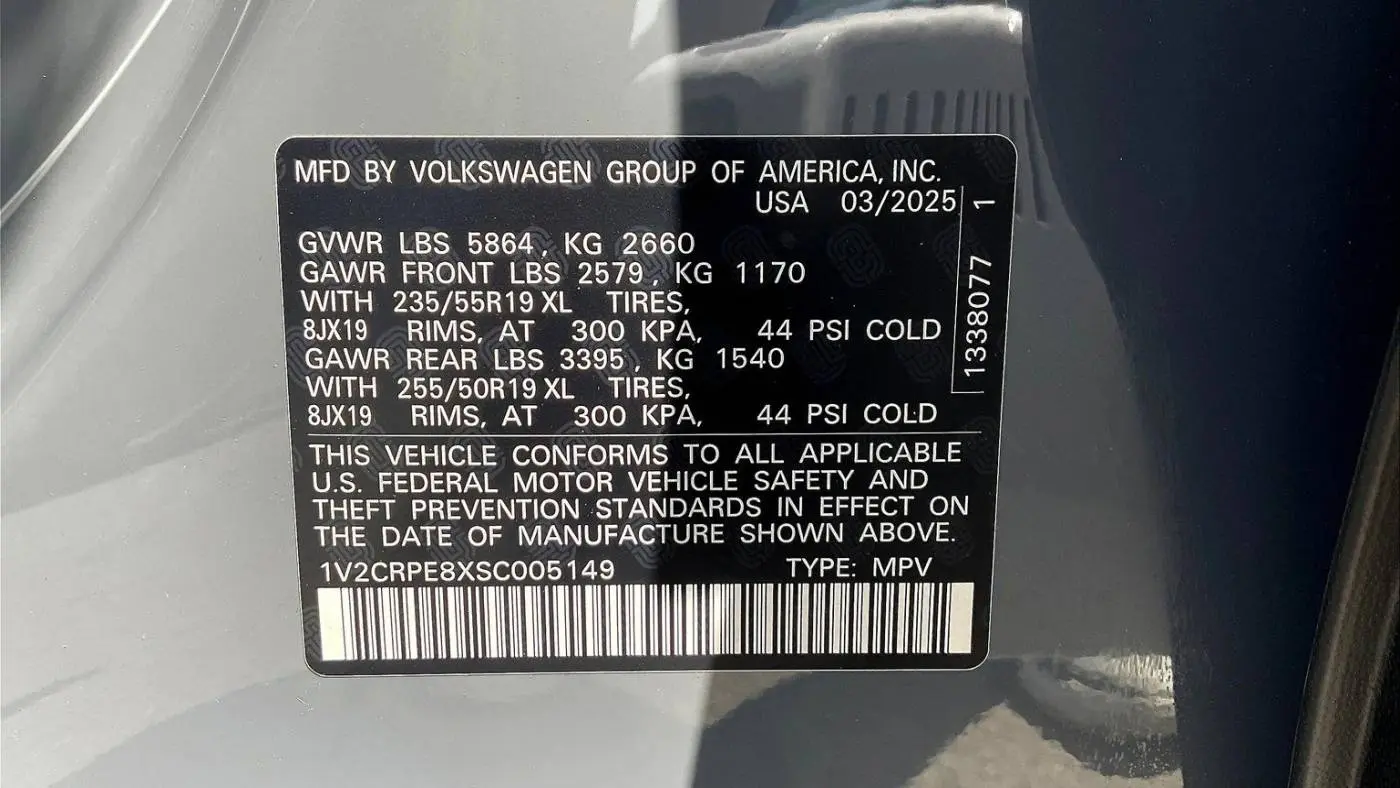 MFD BY VOLKSWAGEN GROUP OF AMERICA, INC.
USA 03/2025
GVWR LBS 5864, KG 2660
GAWR FRONT LBS 2579, KG 1170
WITH 235/55R19 XL TIRES,
8JX19 RIMS, AT 300 KPA, 44 PSI COLD
GAWR REAR LBS 3395, KG 1540
WITH 255/50R19 XL TIRES,
8JX19 RIMS, AT 300 KPA, 44 PSI COLD
1338077 1
THIS VEHICLE CONFORMS TO ALL APPLICABLE
U.S. FEDERAL MOTOR VEHICLE SAFETY AND
THEFT PREVENTION STANDARDS IN EFFECT ON
THE DATE OF MANUFACTURE SHOWN ABOVE.
1V2CRPE8XSC005149 TYPE: MPV